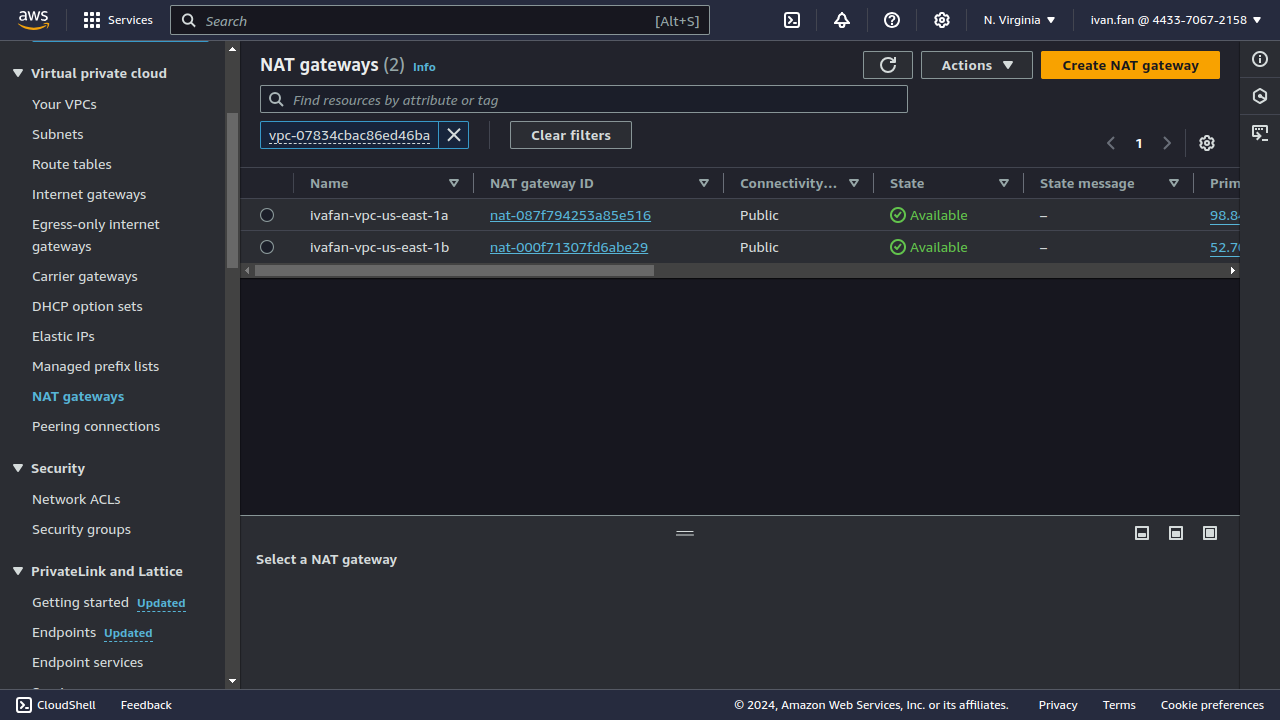 aws
Services
Search
[Alt+S]
N. Virginia
ivan.fan @ 4433-7067-2158
Virtual private cloud
Your VPCs
Subnets
Route tables
Internet gateways
Egress-only internet
gateways
Carrier gateways
DHCP option sets
Elastic IPs
Managed prefix lists
NAT gateways
Peering connections
Security
Network ACLs
Security groups
PrivateLink and Lattice
Getting started Updated
Endpoints Updated
Endpoint services
NAT gateways (2) Info
Actions
Create NAT gateway
Find resources by attribute or tag
vpc-07834cbac86ed46ba
Clear filters
1
Name NAT gateway ID Connectivity... State State message Prim
ivafan-vpc-us-east-1a nat-087f794253a85e516 Public Available – 98.8
ivafan-vpc-us-east-1b nat-000f71307fd6abe29 Public Available – 52.7
Select a NAT gateway
CloudShell Feedback © 2024, Amazon Web Services, Inc. or its affiliates. Privacy Terms Cookie preferences